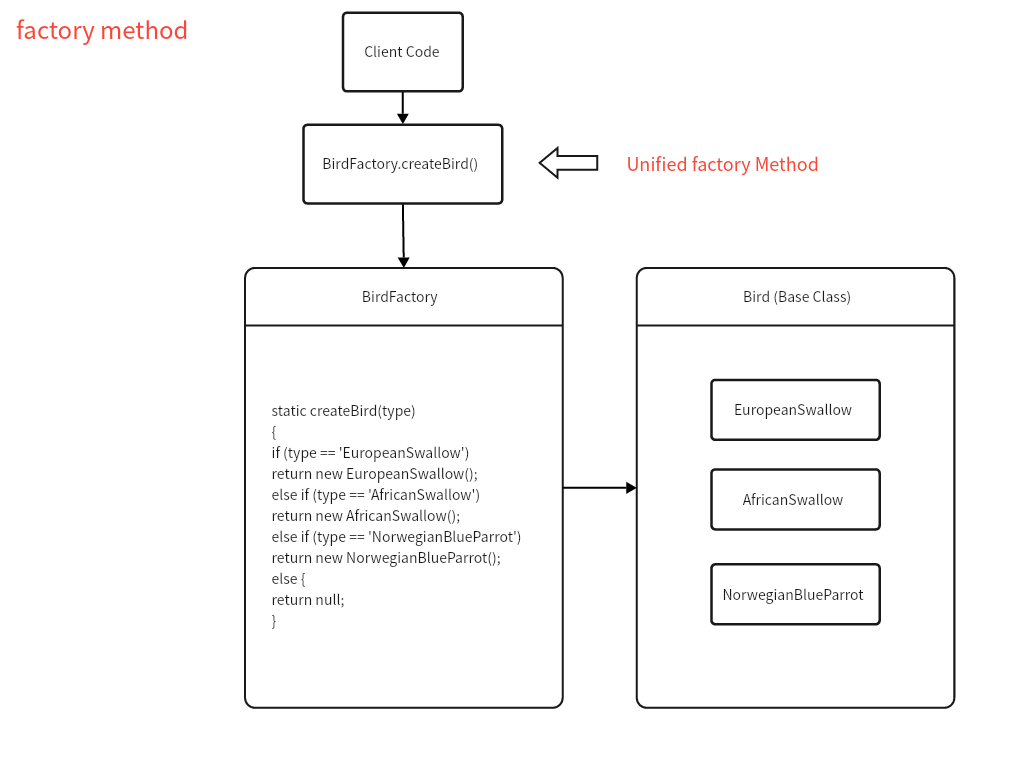 factory method
Client Code
BirdFactory.createBird()
Unified factory Method
BirdFactory
static createBird(type)
{
if (type == 'EuropeanSwallow')
return new EuropeanSwallow();
else if (type == 'AfricanSwallow')
return new AfricanSwallow();
else if (type == 'NorwegianBlueParrot')
return new NorwegianBlueParrot();
else {
return null;
}
Bird (Base Class)
EuropeanSwallow
AfricanSwallow
NorwegianBlueParrot